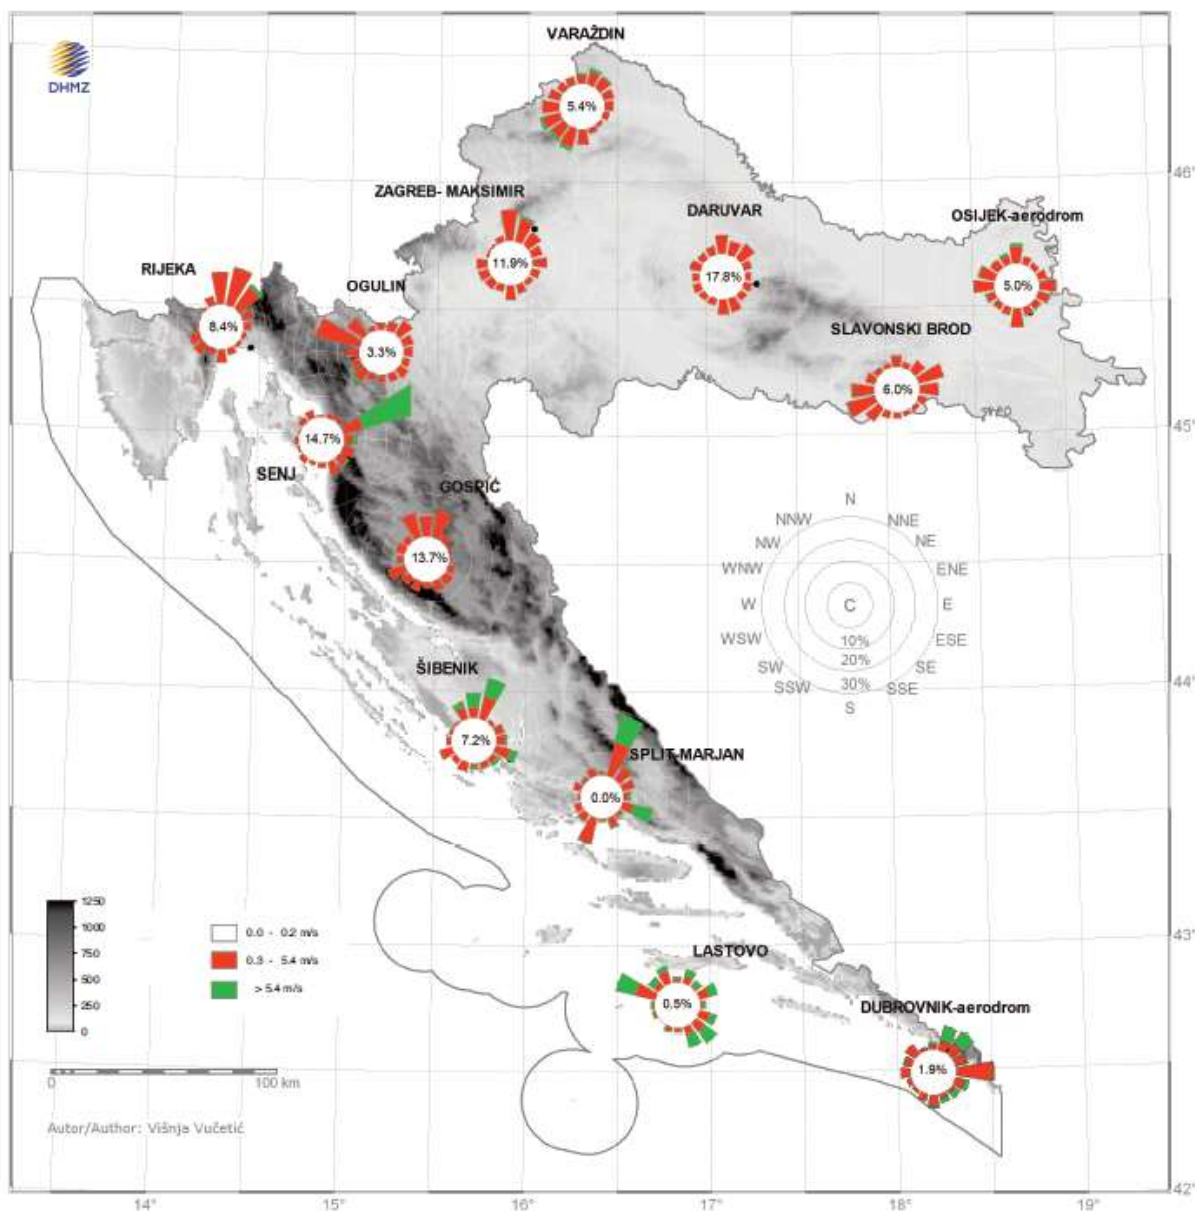 VARAŽDIN
DHMZ
5.4%
46°
ZAGREB- MAKSIMIR
DARUVAR
OSIJEK-aerodrom
11.9%
17.8%
5.0%
RIJEKA
OGULIN
8.4%
3.3%
SLAVONSKI BROD
6.0%
45°
14.7%
SENJ
GOSPIĆ
13.7%
N
NNW
NNE
NW
NE
WNW
ENE
W
C
E
WSW
10%
ESE
SW
20%
SE
SSW
30%
SSE
S
44°
ŠIBENIK
7.2%
SPLIT-MARJAN
0.0%
1250
1000
750
500
250
0
0.0 - 0.2 m/s
0.3 - 5.4 m/s
> 5.4 m/s
43°
LASTOVO
0.5%
DUBROVNIK-aerodrom
1.9%
0
100 km
Autor/Author: Višnja Vučetić
42°
14°
15°
16°
17°
18°
19°